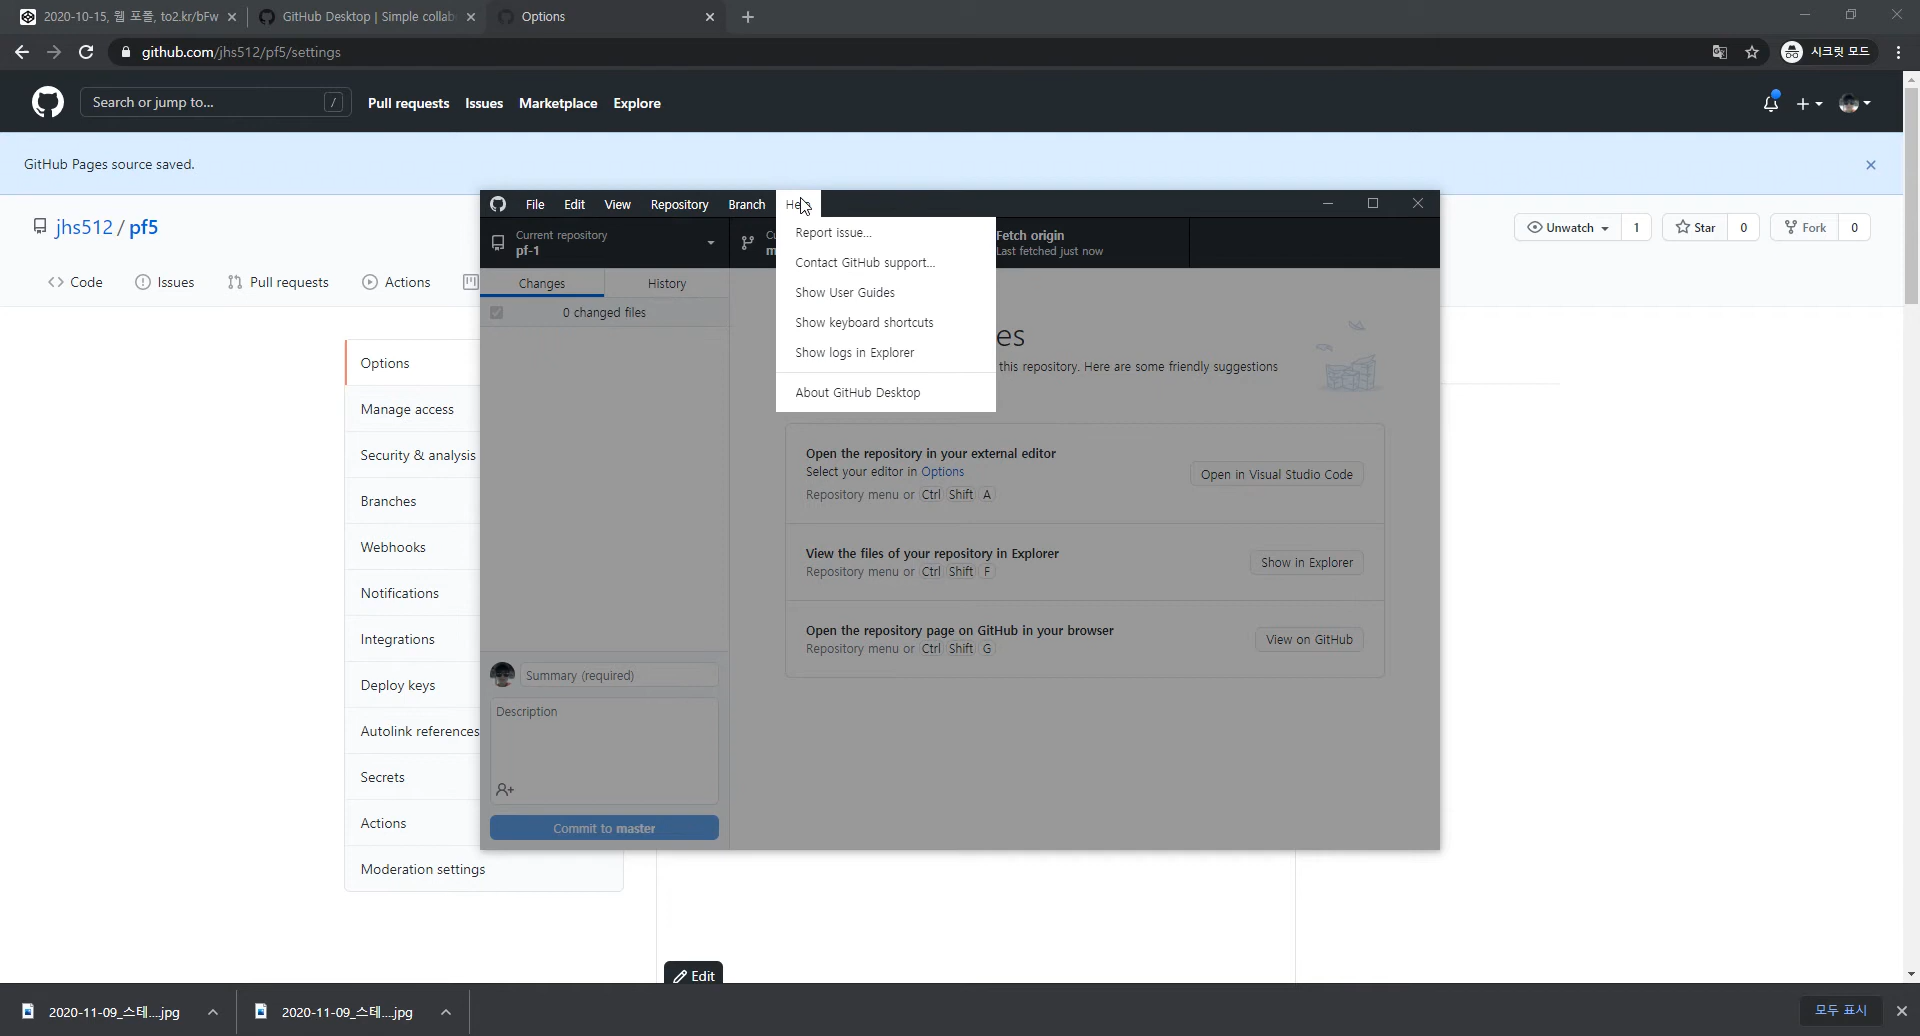 2020-10-15, 웹 포폴, to2.kr/bFw
GitHub Desktop | Simple collab
Options
github.com/jhs512/pf5/settings
시크릿 모드
Search or jump to...
/
Pull requests
Issues
Marketplace
Explore
GitHub Pages source saved.
jhs512 / pf5
Unwatch
1
Star
0
Fork
0
Code
Issues
Pull requests
Actions
Options
Manage access
Security & analysis
Branches
Webhooks
Notifications
Integrations
Deploy keys
Autolink references
Secrets
Actions
Moderation settings
Edit
File
Edit
View
Repository
Branch
Report issue...
Contact GitHub support...
Show User Guides
Show keyboard shortcuts
Show logs in Explorer
About GitHub Desktop
Current repository
pf-1
Fetch origin
Last fetched just now
Changes
History
0 changed files
this repository. Here are some friendly suggestions
Open the repository in your external editor
Select your editor in Options
Repository menu or Ctrl Shift A
Open in Visual Studio Code
View the files of your repository in Explorer
Repository menu or Ctrl Shift F
Show in Explorer
Open the repository page on GitHub in your browser
Repository menu or Ctrl Shift G
View on GitHub
Summary (required)
Description
Commit to master
2020-11-09_스테....jpg
2020-11-09_스테....jpg
모두 표시